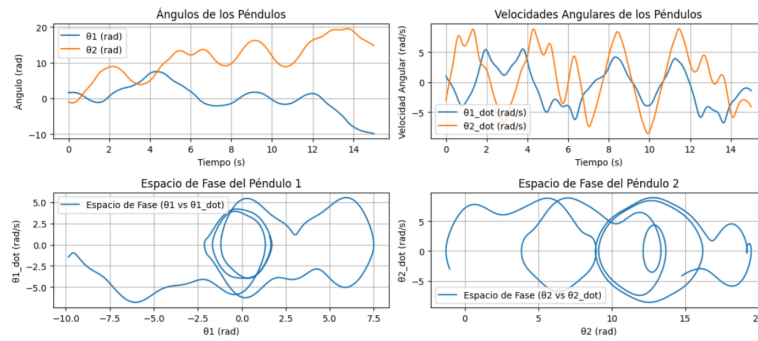 Ángulos de los Péndulos
Ángulo (rad)
20
10
0
−10
θ1 (rad)
θ2 (rad)
0 2 4 6 8 10 12 14
Tiempo (s)
Velocidades Angulares de los Péndulos
Velocidad Angular (rad/s)
5
0
−5
θ1_dot (rad/s)
θ2_dot (rad/s)
0 2 4 6 8 10 12 14
Tiempo (s)
Espacio de Fase del Péndulo 1
θ1_dot (rad/s)
5.0
2.5
0.0
−2.5
−5.0
Espacio de Fase (θ1 vs θ1_dot)
−10.0 −7.5 −5.0 −2.5 0.0 2.5 5.0 7.5
θ1 (rad)
Espacio de Fase del Péndulo 2
θ2_dot (rad/s)
5
0
−5
Espacio de Fase (θ2 vs θ2_dot)
0 5 10 15 20
θ2 (rad)